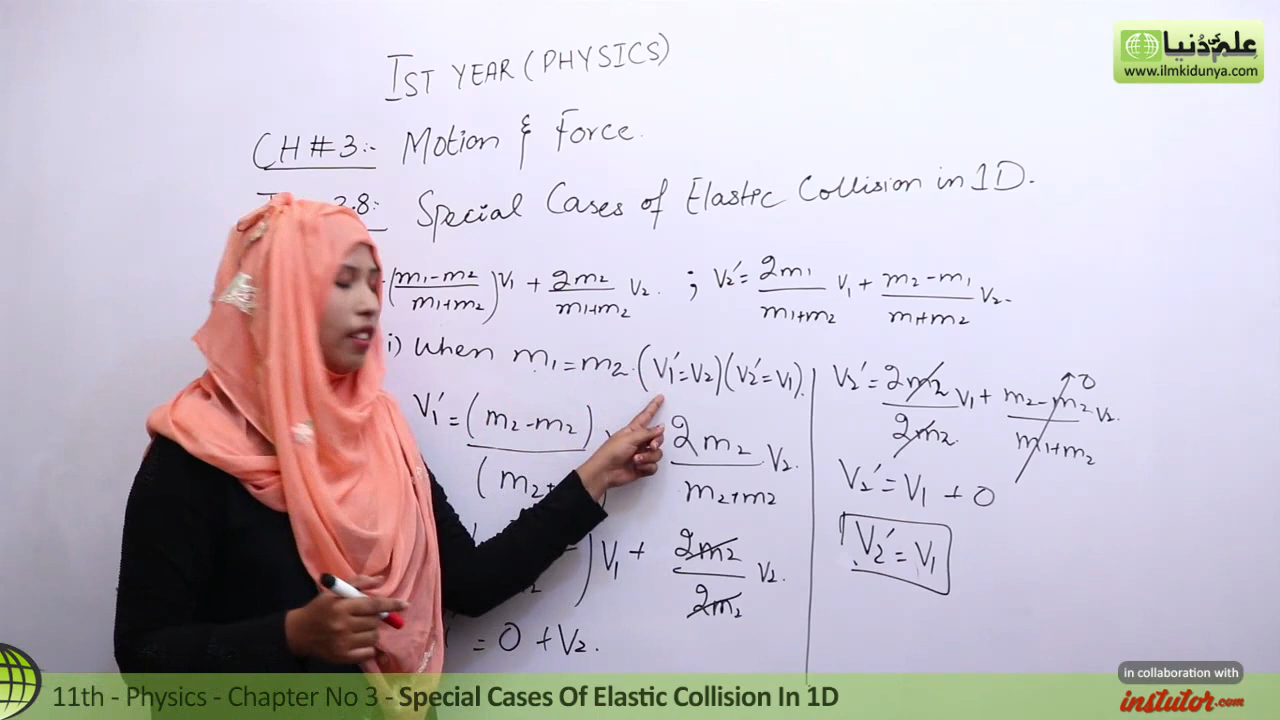 علم کی دُنیا
www.ilmkidunya.com
IST YEAR (PHYSICS)
CH # 3:- Motion & Force.
3.8: Special Cases of Elastic Collision in 1D.
(m1-m2/m1+m2)V1 + 2m2/m1+m2 V2. ; V2'= 2m1/m1+m2 V1 + m2-m1/m+m2 V2-
i) When m1=m2. (V1'=V2)(V2'=V1).
V1'= (m2-m2)/(m2+ 2m2/m2+m2 V2.
)V1 + 2m2/2m2 V2.
= 0 + V2.
V2'= 2m2/2m2. V1 + m2-m2/m1+m2 V2. 0
V2'= V1 + 0
V2'= V1
11th - Physics - Chapter No 3 - Special Cases Of Elastic Collision In 1D
in collaboration with
instutor.com